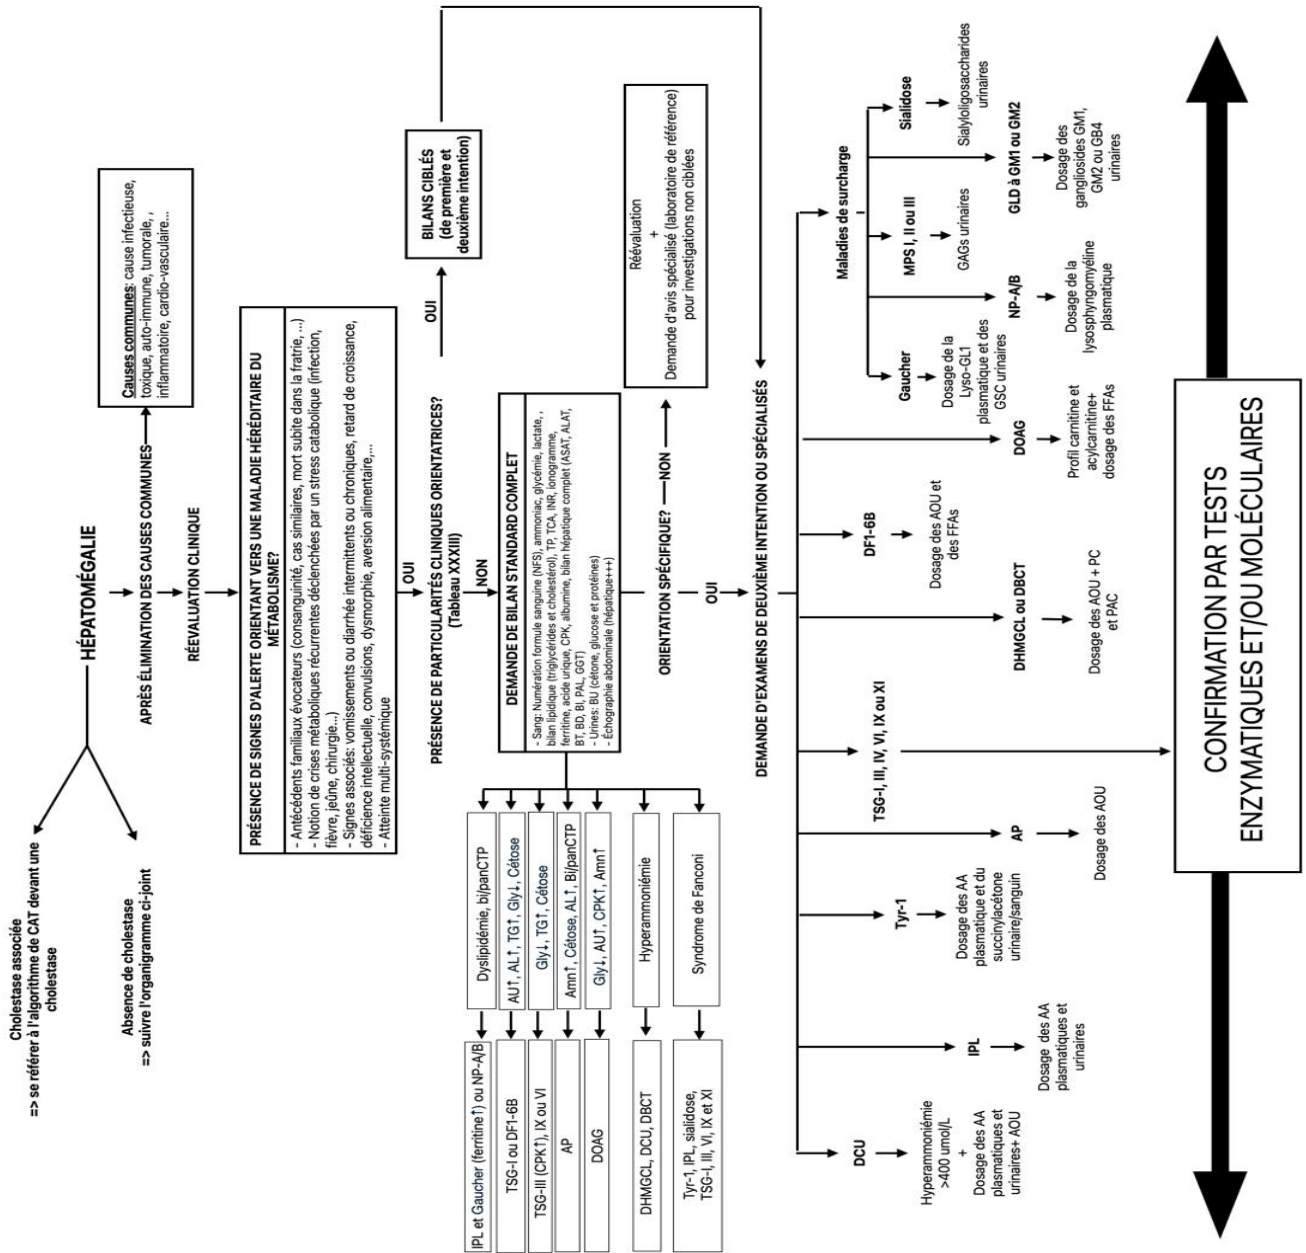 HÉPATOMÉGALIE
Cholestase associée
=> se référer à l'algorithme de CAT devant une
cholestase
Absence de cholestase
=> suivre l'organigramme ci-joint
APRÈS ÉLIMINATION DES CAUSES COMMUNES
Causes communes: cause infectieuse,
toxique, auto-immune, tumorale, ,
inflammatoire, cardio-vasculaire...
RÉEVALUATION CLINIQUE
PRÉSENCE DE SIGNES D'ALERTE ORIENTANT VERS UNE MALADIE HÉRÉDITAIRE DU
MÉTABOLISME?
- Antécédents familiaux évocateurs (consanguinité, cas similaires, mort subite dans la fratrie, ...)
- Notion de crises métaboliques récurrentes déclenchées par un stress catabolique (infection,
fièvre, jeûne, chirurgie...)
- Signes associés: vomissements ou diarrhée intermittents ou chroniques, retard de croissance,
déficience intellectuelle, convulsions, dysmorphie, aversion alimentaire,...
- Atteinte multi-systémique
OUI
PRÉSENCE DE PARTICULARITÉS CLINIQUES ORIENTATRICES?
(Tableau XXXIII)
OUI
BILANS CIBLÉS
(de première et
deuxième intention)
NON
DEMANDE DE BILAN STANDARD COMPLET
- Sang: Numération formule sanguine (NFS), ammoniac, glycémie, lactate, ,
bilan lipidique (triglycérides et cholestérol), TP, TCA, INR, ionogramme,
ferritine, acide urique, CPK, albumine, bilan hépatique complet (ASAT, ALAT,
BT, BD, BI, PAL, GGT)
- Urines: BU (cétone, glucose et protéines)
- Échographie abdominale (hépatique+++)
Dyslipidémie, bi/panCTP
IPL et Gaucher (ferritine↑) ou NP-A/B
AU↑, AL↑, TG↑, Gly↓, Cétose
TSG-I ou DF1-6B
Gly↓, TG↑, Cétose
TSG-III (CPK↑), IX ou VI
Amn↑, Cétose, AL↑, Bi/panCTP
AP
Gly↓, AU↑, CPK↑, Amn↑
DOAG
Hyperammoniémie
DHMGCL, DCU, DBCT
Syndrome de Fanconi
Tyr-1, IPL, sialidose,
TSG-I, III, VI, IX et XI
ORIENTATION SPÉCIFIQUE?
NON
Réévaluation
+
Demande d'avis spécialisé (laboratoire de référence)
pour investigations non ciblées
OUI
DEMANDE D'EXAMENS DE DEUXIÈME INTENTION OU SPÉCIALISÉS
DCU
Hyperammoniémie
>400 umol/L
+
Dosage des AA
plasmatiques et
urinaires+ AOU
IPL
Dosage des AA
plasmatiques et
urinaires
Tyr-1
Dosage des AA
plasmatique et du
succinylacétone
urinaire/sanguin
AP
Dosage des AOU
TSG-I, III, IV, VI, IX ou XI
DHMGCL ou DBCT
Dosage des AOU + PC
et PAC
DF1-6B
Dosage des AOU et
des FFAs
DOAG
Profil carnitine et
acylcarnitine+
dosage des FFAs
Maladies de surcharge
Gaucher
Dosage de la
Lyso-GL1
plasmatique et des
GSC urinaires
NP-A/B
Dosage de la
lysosphyngomyéline
plasmatique
MPS I, II ou III
GAGs urinaires
GLD à GM1 ou GM2
Dosage des
gangliosides GM1,
GM2 ou GB4
urinaires
Sialidose
Sialyloligosaccharides
urinaires
CONFIRMATION PAR TESTS
ENZYMATIQUES ET/OU MOLÉCULAIRES